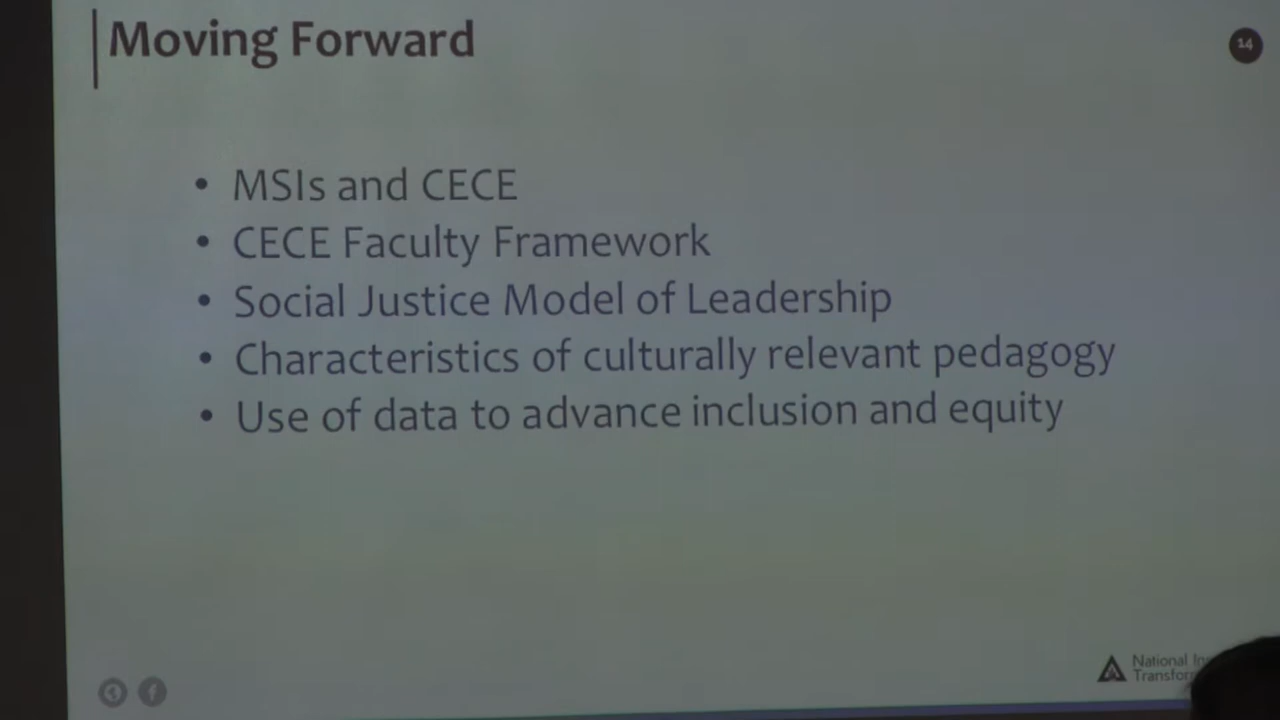 Moving Forward
14
• MSIs and CECE
• CECE Faculty Framework
• Social Justice Model of Leadership
• Characteristics of culturally relevant pedagogy
• Use of data to advance inclusion and equity
National